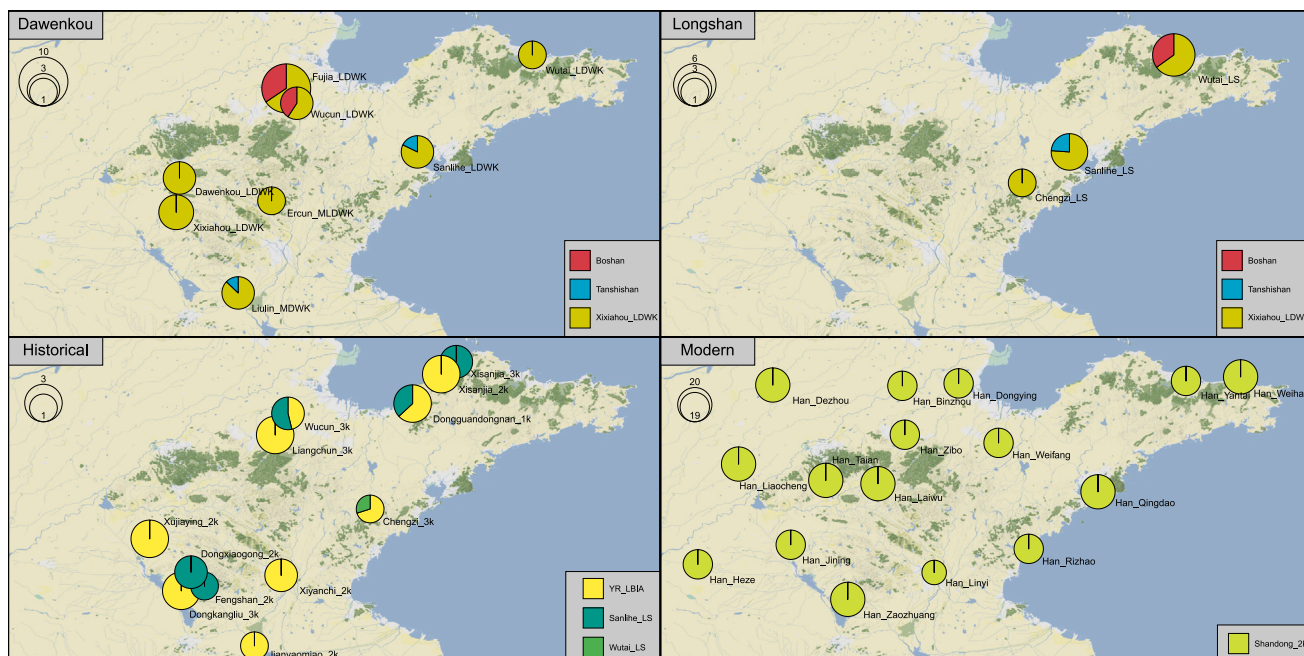 Dawenkou
10
3
1
Fujia_LDWK
Wucun_LDWK
Wutai_LDWK
Sanlihe_LDWK
Dawenkou_LDWK
Ercun_MLDWK
Xixiahou_LDWK
Liulin_MDWK
Boshan
Tanshishan
Xixiahou_LDWK
Longshan
6
3
1
Wutai_LS
Sanlihe_LS
Chengzi_LS
Boshan
Tanshishan
Xixiahou_LDW
Historical
3
1
Xisanjia_3k
Xisanjia_2k
Dongguandongnan_1k
Wucun_3k
Liangchun_3k
Chengzi_3k
Xujiaying_2k
Dongxiaogong_2k
Fengshan_2k
Xiyanchi_2k
Dongkangliu_3k
YR_LBIA
Sanlihe_LS
Wutai_LS
Modern
20
19
Han_Dezhou
Han_Binzhou
Han_Dongying
Han_Yantai
Han_Weiha
Han_Zibo
Han_Weifang
Han_Taian
Han_Liaocheng
Han_Laiwu
Han_Qingdao
Han_Jining
Han_Rizhao
Han_Heze
Han_Linyi
Han_Zaozhuang